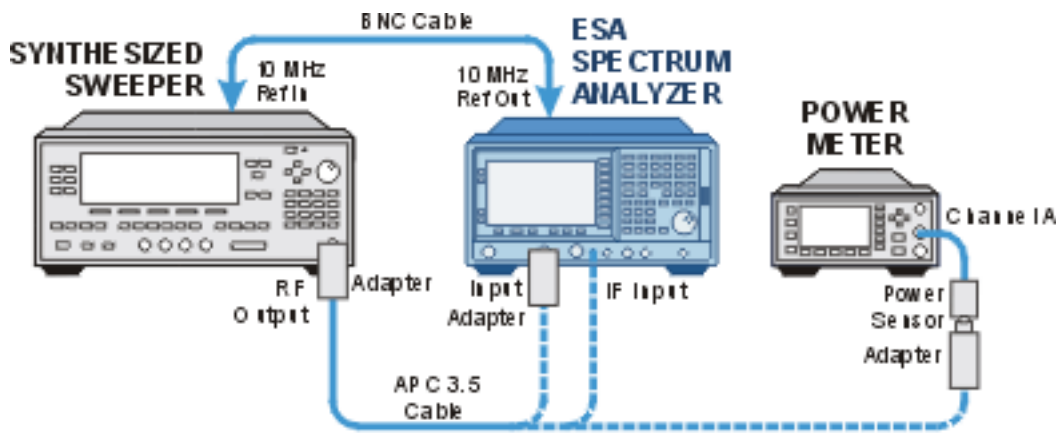 BNC Cable
SYNTHESIZED
SWEEPER
10 MHz
Ref In
10 MHz
Ref Out
ESA
SPECTRUM
ANALYZER
POWER
METER
Channel A
RF
Output
Adapter
Input
Adapter
IF Input
Power
Sensor
Adapter
APC 3.5
Cable